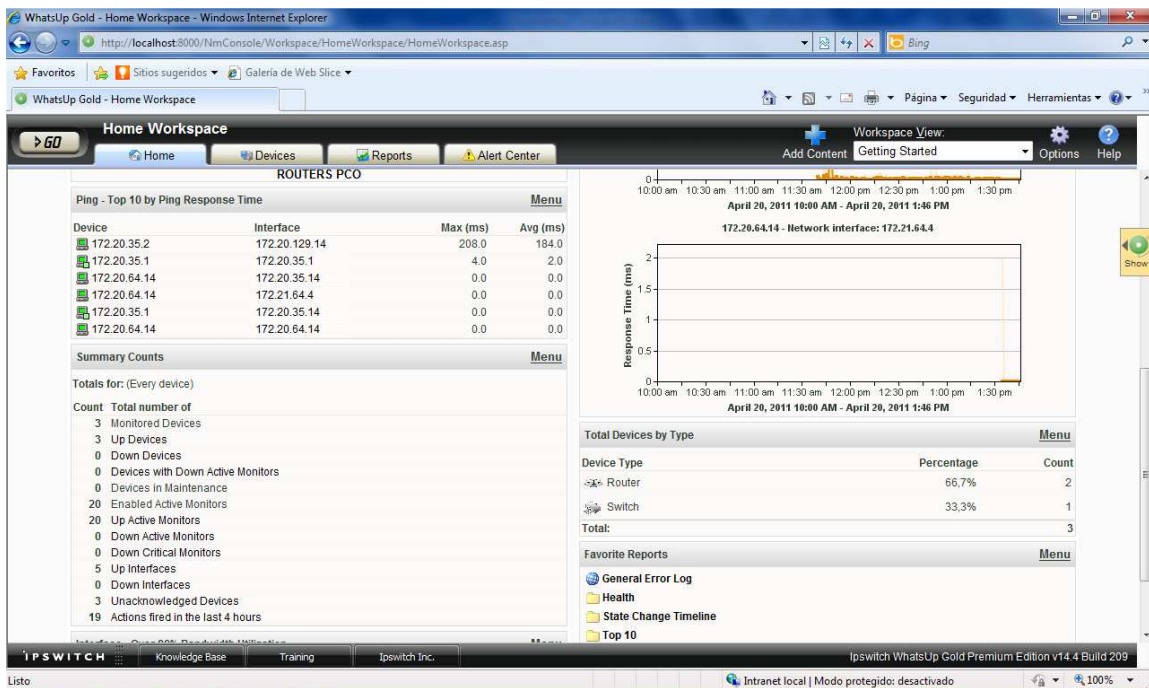 WhatsUp Gold - Home Workspace - Windows Internet Explorer
http://localhost:8000/NmConsole/Workspace/HomeWorkspace/HomeWorkspace.asp
Bing
Favoritos Sitios sugeridos Galería de Web Slice
WhatsUp Gold - Home Workspace
Página Seguridad Herramientas
GO
Home Workspace
Home Devices Reports Alert Center
Add Content
Workspace View:
Getting Started
Options Help
Show
ROUTERS PCO
Ping - Top 10 by Ping Response Time Menu
Device Interface Max (ms) Avg (ms)
172.20.35.2 172.20.129.14 208.0 184.0
172.20.35.1 172.20.35.1 4.0 2.0
172.20.64.14 172.20.35.14 0.0 0.0
172.20.64.14 172.21.64.4 0.0 0.0
172.20.35.1 172.20.35.14 0.0 0.0
172.20.64.14 172.20.64.14 0.0 0.0
Summary Counts Menu
Totals for: (Every device)
Count Total number of
3 Monitored Devices
3 Up Devices
0 Down Devices
0 Devices with Down Active Monitors
0 Devices in Maintenance
20 Enabled Active Monitors
20 Up Active Monitors
0 Down Active Monitors
0 Down Critical Monitors
5 Up Interfaces
0 Down Interfaces
3 Unacknowledged Devices
19 Actions fired in the last 4 hours
0
10:00 am 10:30 am 11:00 am 11:30 am 12:00 pm 12:30 pm 1:00 pm 1:30 pm
April 20, 2011 10:00 AM - April 20, 2011 1:46 PM
172.20.64.14 - Network interface: 172.21.64.4
Response Time (ms)
2
1.5
1
0.5
0
10:00 am 10:30 am 11:00 am 11:30 am 12:00 pm 12:30 pm 1:00 pm 1:30 pm
April 20, 2011 10:00 AM - April 20, 2011 1:46 PM
Total Devices by Type Menu
Device Type Percentage Count
Router 66,7% 2
Switch 33,3% 1
Total: 3
Favorite Reports Menu
General Error Log
Health
State Change Timeline
Top 10
IPSWITCH Knowledge Base Training Ipswitch Inc. Ipswitch WhatsUp Gold Premium Edition v14.4 Build 209
Listo Intranet local | Modo protegido: desactivado 100%